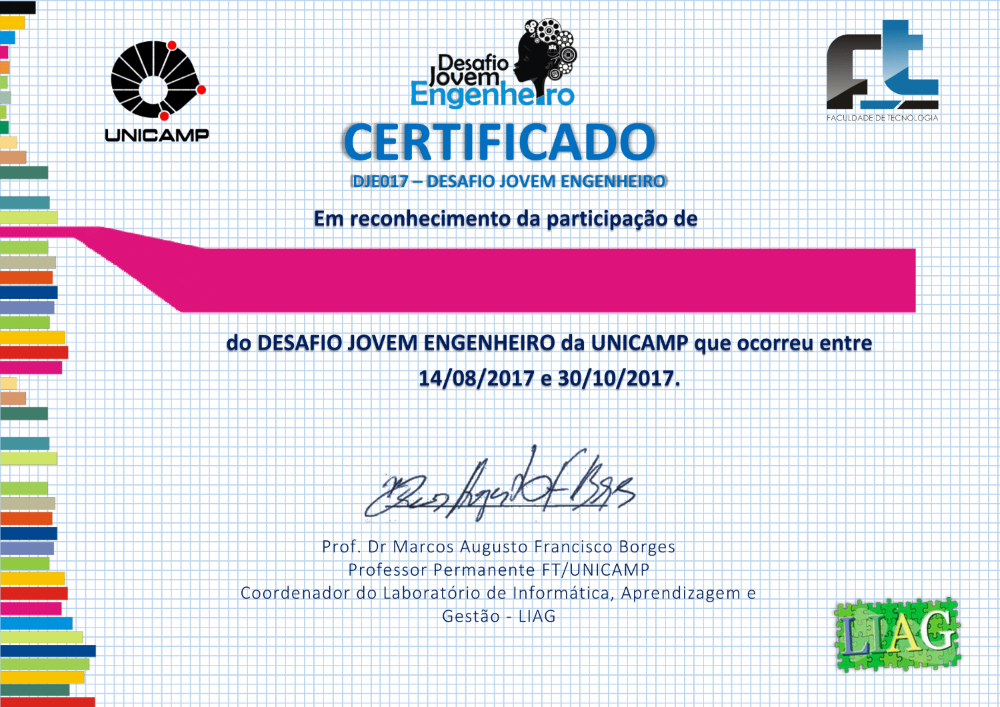 UNICAMP
Desafio
Jovem
Engenheiro
FT
FACULDADE DE TECNOLOGIA
CERTIFICADO
DJE017 – DESAFIO JOVEM ENGENHEIRO
Em reconhecimento da participação de
do DESAFIO JOVEM ENGENHEIRO da UNICAMP que ocorreu entre
14/08/2017 e 30/10/2017.
Prof. Dr Marcos Augusto Francisco Borges
Professor Permanente FT/UNICAMP
Coordenador do Laboratório de Informática, Aprendizagem e
Gestão - LIAG
LIAG